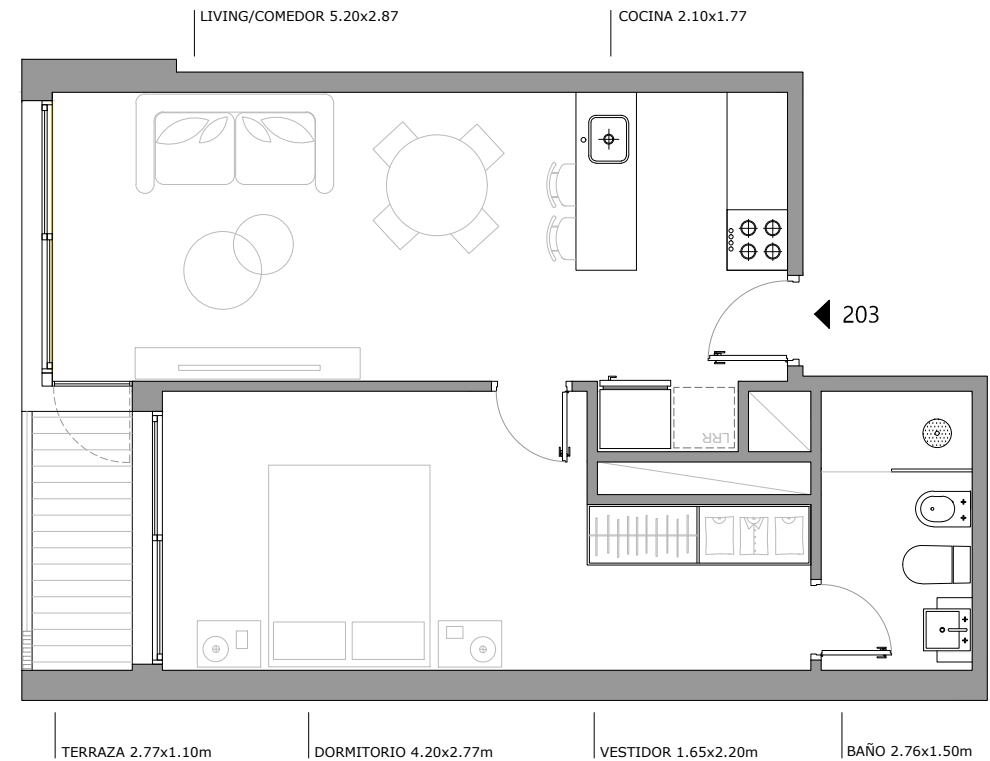 LIVING/COMEDOR 5.20x2.87
COCINA 2.10x1.77
203
LRR
TERRAZA 2.77x1.10m
DORMITORIO 4.20x2.77m
VESTIDOR 1.65x2.20m
BAÑO 2.76x1.50m